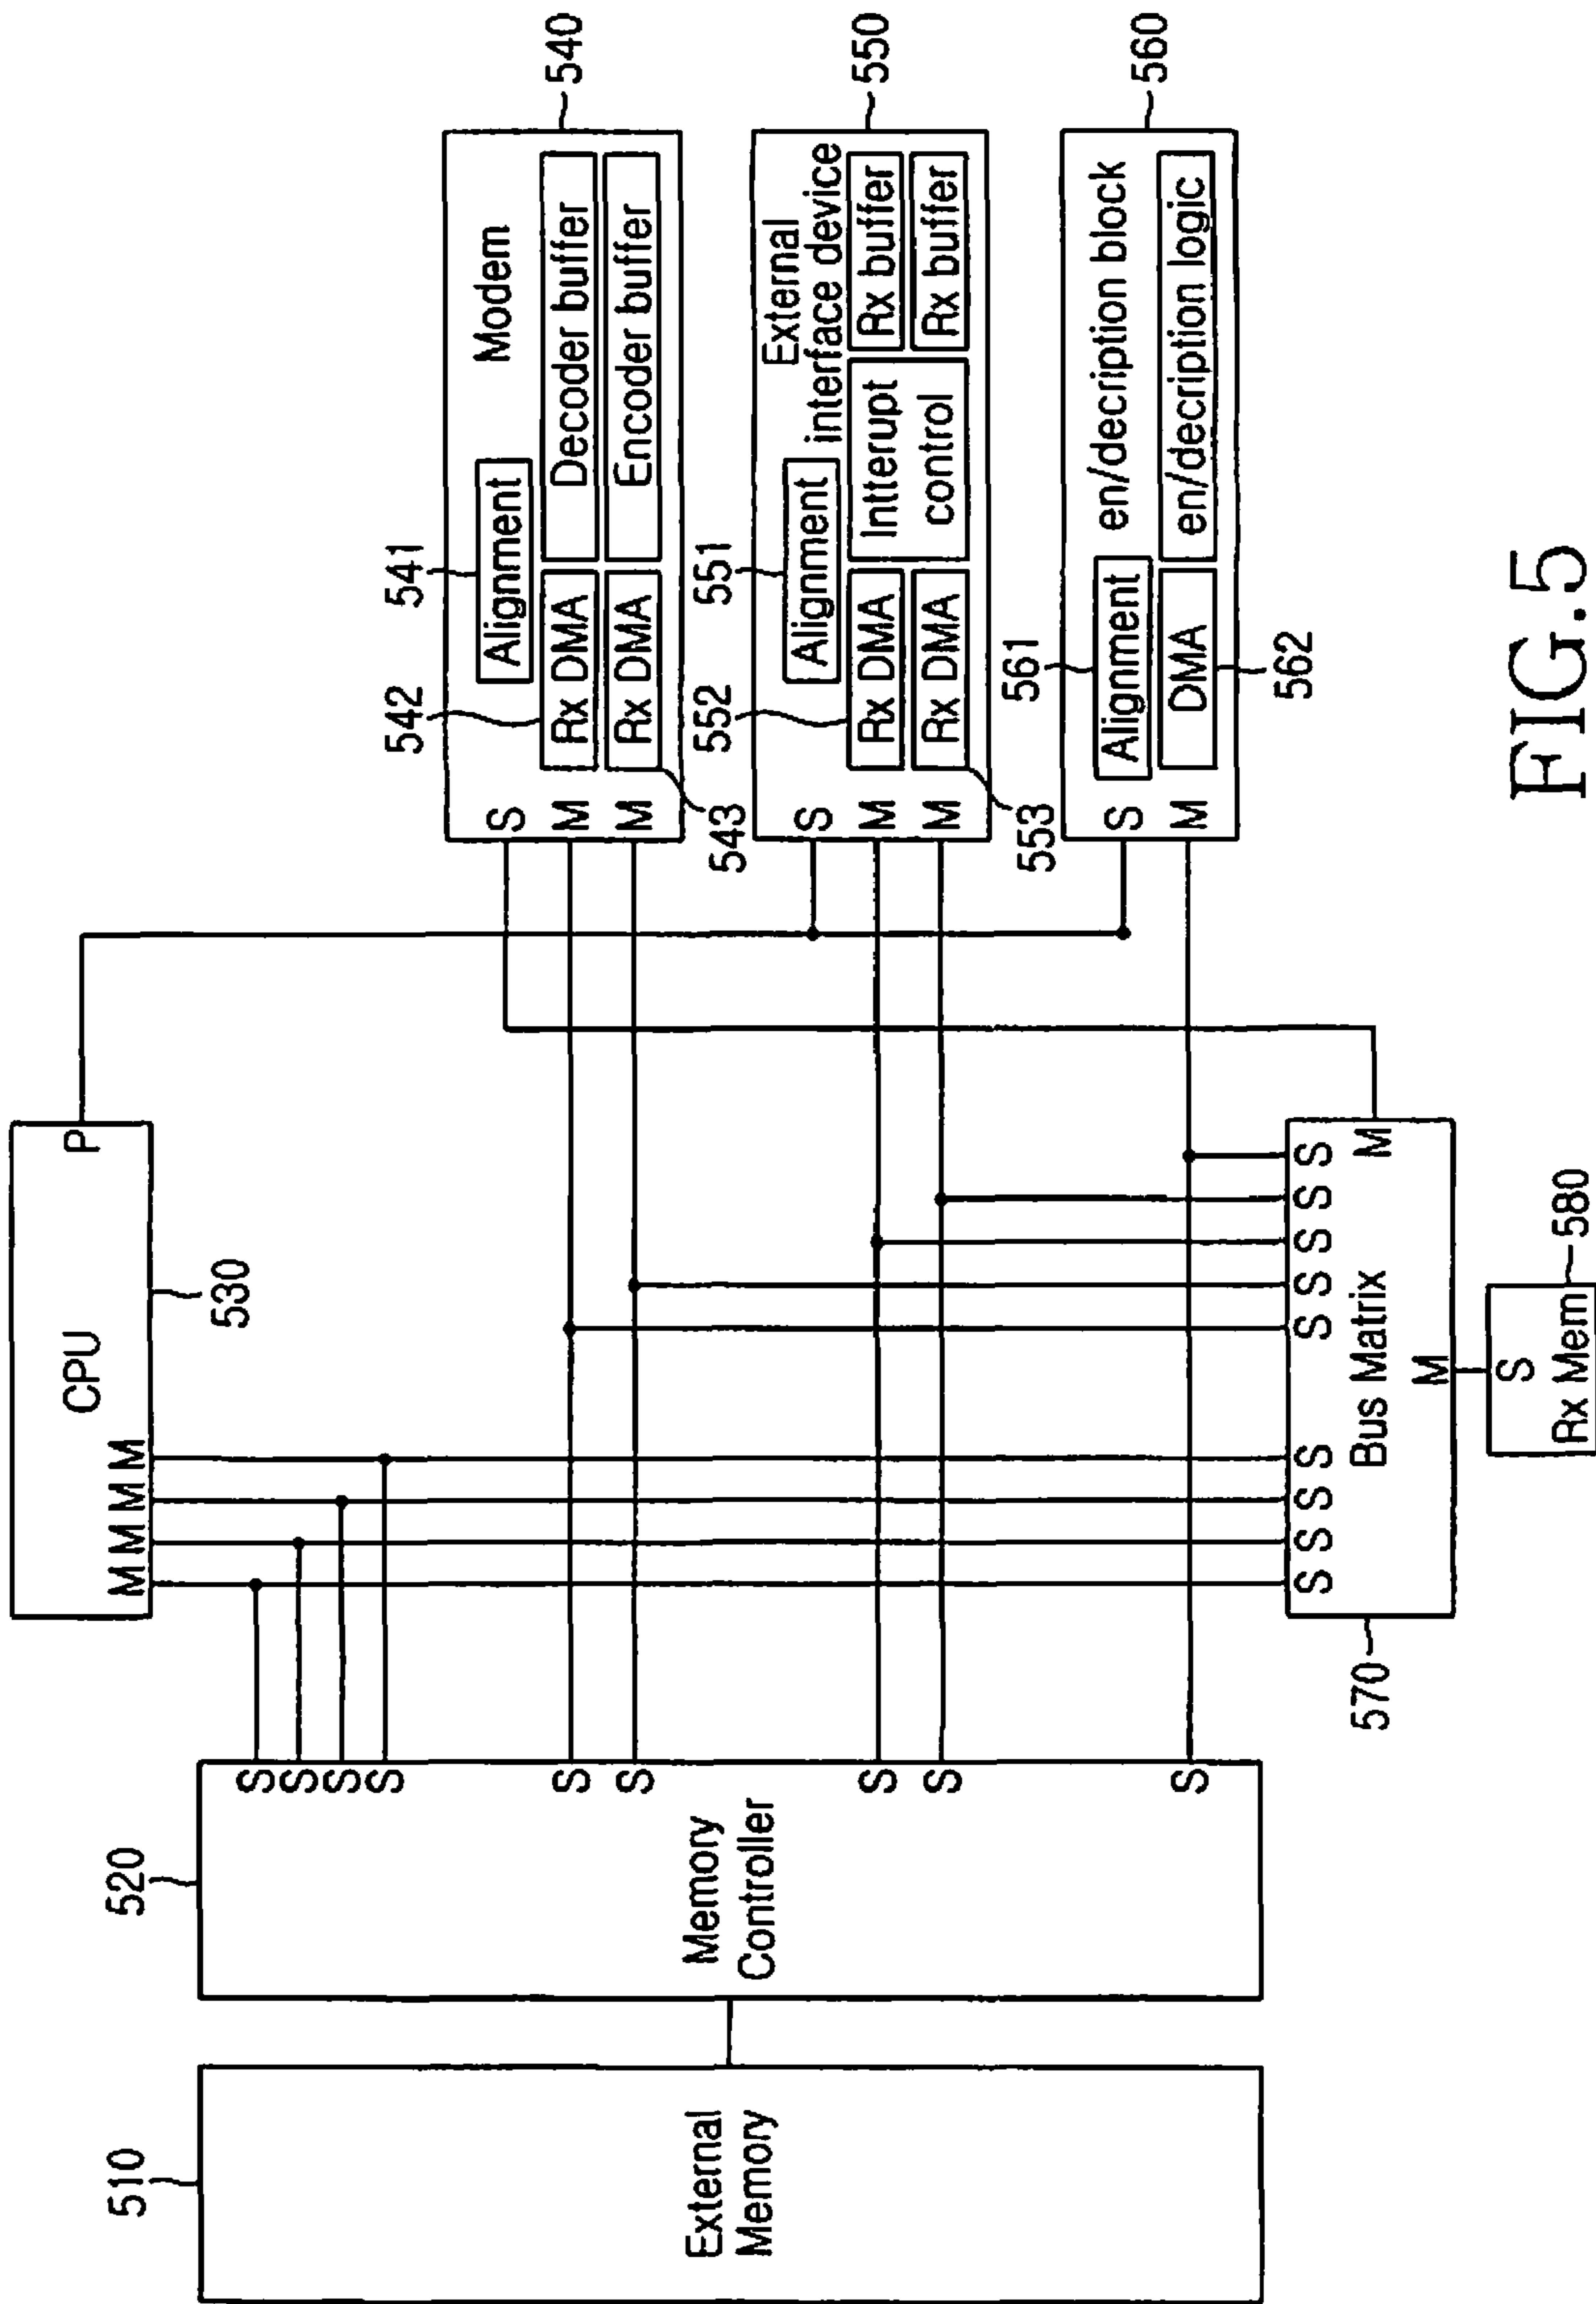 510
External
Memory
520
Memory
Controller
S
S
S
S
S
S
S
S
S
CPU
530
P
M M M M
540
Modem
541
Alignment
542
Rx DMA
Decoder buffer
Rx DMA
Encoder buffer
543
S
M
M
550
External
interface device
551
Alignment
552
Rx DMA
Intterupt
control
Rx buffer
Rx DMA
Rx buffer
553
S
M
M
560
en/decription block
561
Alignment
DMA
en/decription logic
562
S
M
S S S S S S S S S
M
Bus Matrix
M
570
S
Rx Mem
580
FIG.5